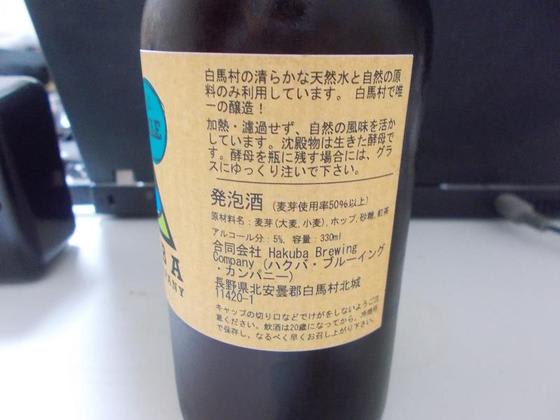 白馬村の清らかな天然水と自然の原
料のみ利用しています。 白馬村で唯
一の醸造！
加熱・濾過せず、自然の風味を活か
しています。沈殿物は生きた酵母で
す。酵母を瓶に残す場合には、グラ
スにゆっくり注いで下さい。
発泡酒 (麦芽使用率50%以上)
原材料名：麦芽(大麦,小麦),ホップ,砂糖,紅茶
アルコール分：5%, 容量：330ml
合同会社 Hakuba Brewing
Company (ハクバ・ブルーイング
・カンパニー)
長野県北安曇郡白馬村北城
11420-1
キャップの切り口などでけがをしないようご注
意ください。飲酒は20歳になってから。冷暗所
で保存し、なるべく早くお召し上がり下さい。
BA
PANY